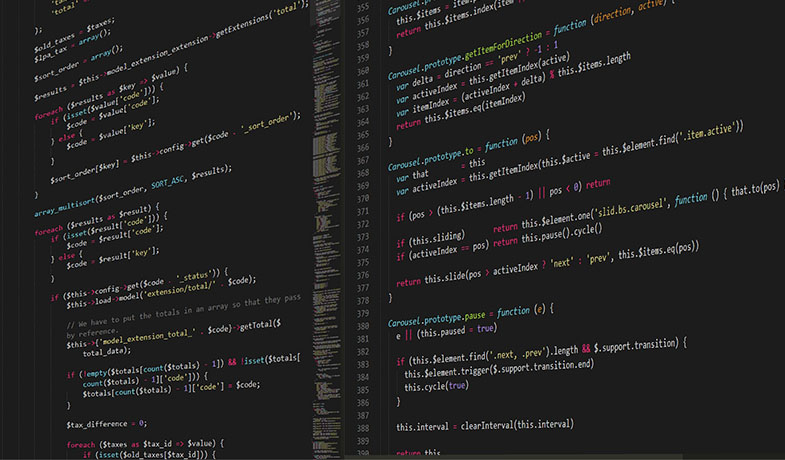 'total'
);
$old_taxes = $taxes;
$lpa_tax = array();
$sort_order = array();
$results = $this->model_extension_extension->getExtensions('total');
foreach ($results as $key => $value) {
if (isset($value['code'])) {
$code = $value['code'];
} else {
$code = $value['key'];
}
$sort_order[$key] = $this->config->get($code . '_sort_order');
}
array_multisort($sort_order, SORT_ASC, $results);
foreach ($results as $result) {
if (isset($result['code'])) {
$code = $result['code'];
} else {
$code = $result['key'];
}
if ($this->config->get($code . '_status')) {
$this->load->model('extension/total/' . $code);
// We have to put the totals in an array so that they pass
by reference.
$this->{'model_extension_total_' . $code}->getTotal($
total_data);
if (!empty($totals[count($totals) - 1]) && !isset($totals[
count($totals) - 1]['code'])) {
$totals[count($totals) - 1]['code'] = $code;
}
$tax_difference = 0;
foreach ($taxes as $tax_id => $value) {
if (isset($old_taxes[$tax_id])) {
355 this.$items = item.
356 return this.$items.index(item
357 }
358
359 Carousel.prototype.getItemForDirection = function (direction, active) {
360 var delta = direction == 'prev' ? -1 : 1
361 var activeIndex = this.getItemIndex(active)
362 var itemIndex = (activeIndex + delta) % this.$items.length
363 return this.$items.eq(itemIndex)
364 }
365
366
367 Carousel.prototype.to = function (pos) {
368 var that = this
369 var activeIndex = this.getItemIndex(this.$active = this.$element.find('.item.active'))
370
371 if (pos > (this.$items.length - 1) || pos < 0) return
372
373 if (this.sliding) return this.$element.one('slid.bs.carousel', function () { that.to(pos)
374 if (activeIndex == pos) return this.pause().cycle()
375
376 return this.slide(pos > activeIndex ? 'next' : 'prev', this.$items.eq(pos))
377
378 }
379 Carousel.prototype.pause = function (e) {
380 e || (this.paused = true)
381
382 if (this.$element.find('.next, .prev').length && $.support.transition) {
383 this.$element.trigger($.support.transition.end)
384 this.cycle(true)
385 }
386
387
388 this.interval = clearInterval(this.interval)
389
390 return this